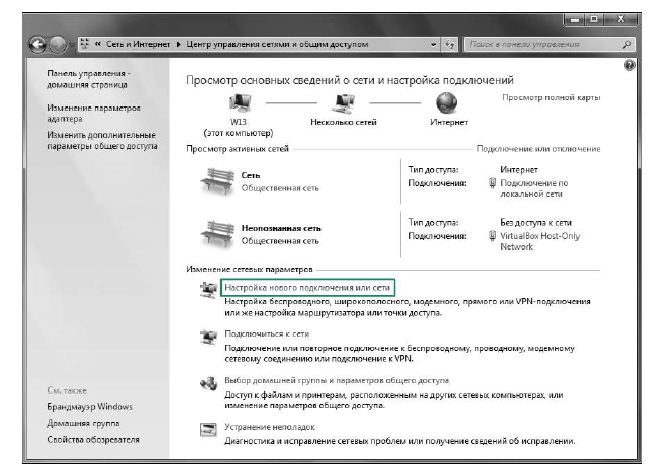 « Сеть и Интернет ▸ Центр управления сетями и общим доступом
Поиск в панели управления
Панель управления -
домашняя страница
Изменение параметров
адаптера
Изменить дополнительные
параметры общего доступа
См. также
Брандмауэр Windows
Домашняя группа
Свойства обозревателя
Просмотр основных сведений о сети и настройка подключений
Просмотр полной карты
W13
(этот компьютер)
Несколько сетей
Интернет
Просмотр активных сетей
Подключение или отключение
Сеть
Общественная сеть
Тип доступа: Интернет
Подключения: Подключение по
локальной сети
Неопознанная сеть
Общественная сеть
Тип доступа: Без доступа к сети
Подключения: VirtualBox Host-Only
Network
Изменение сетевых параметров
Настройка нового подключения или сети
Настройка беспроводного, широкополосного, модемного, прямого или VPN-подключения
или же настройка маршрутизатора или точки доступа.
Подключиться к сети
Подключение или повторное подключение к беспроводному, проводному, модемному
сетевому соединению или подключение к VPN.
Выбор домашней группы и параметров общего доступа
Доступ к файлам и принтерам, расположенным на других сетевых компьютерах, или
изменение параметров общего доступа.
Устранение неполадок
Диагностика и исправление сетевых проблем или получение сведений об исправлении.